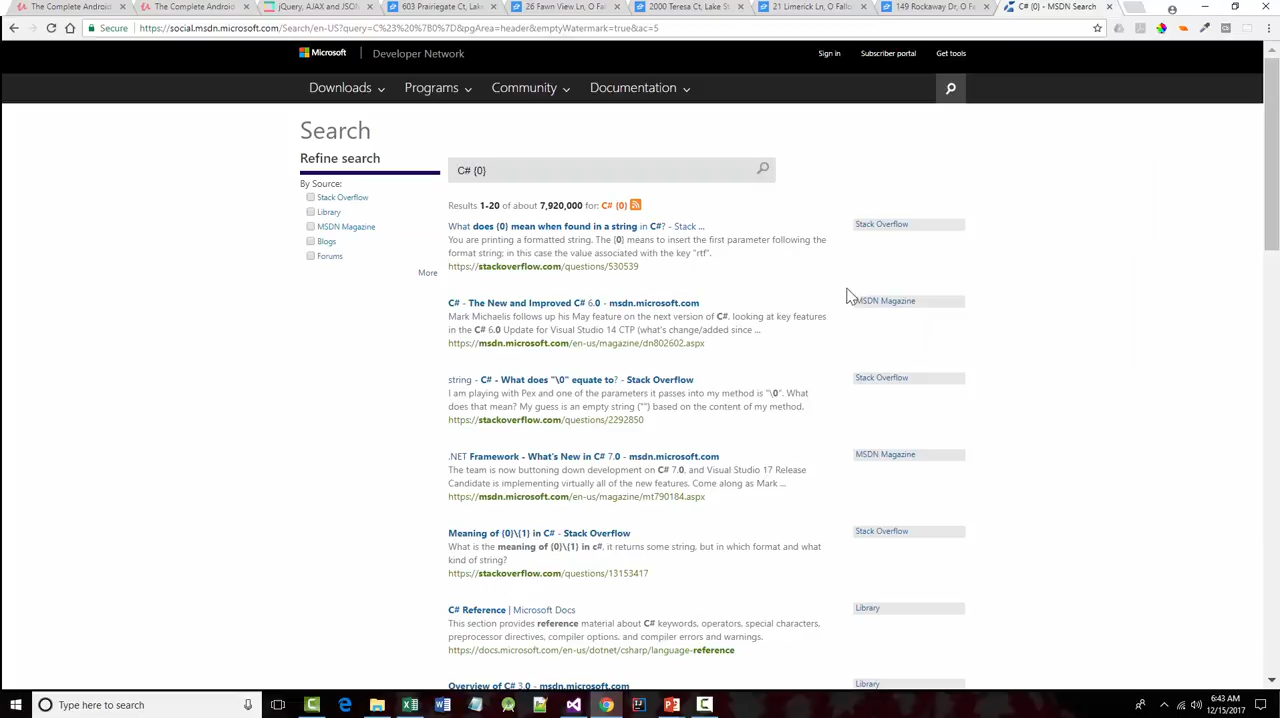 The Complete Android
The Complete Android
jQuery, AJAX and JSON
603 Prairiegate Ct, Lake
26 Fawn View Ln, O Fa
2000 Teresa Ct, Lake S
21 Limerick Ln, O Fallo
149 Rockaway Dr, O F
C# {0} - MSDN Search
Secure
https://social.msdn.microsoft.com/Search/en-US?query=C%23%20%7B0%7D&pgArea=header&emptyWatermark=true&ac=5
Microsoft
Developer Network
Sign in
Subscriber portal
Get tools
Downloads
Programs
Community
Documentation
Search
Refine search
By Source:
Stack Overflow
Library
MSDN Magazine
Blogs
Forums
More
C# {0}
Results 1-20 of about 7,920,000 for: C# {0}
What does {0} mean when found in a string in C#? - Stack ...
Stack Overflow
You are printing a formatted string. The {0} means to insert the first parameter following the
format string; in this case the value associated with the key "rtf".
https://stackoverflow.com/questions/530539
C# - The New and Improved C# 6.0 - msdn.microsoft.com
MSDN Magazine
Mark Michaelis follows up his May feature on the next version of C#, looking at key features
in the C# 6.0 Update for Visual Studio 14 CTP (what's change/added since ...
https://msdn.microsoft.com/en-us/magazine/dn802602.aspx
string - C# - What does "\0" equate to? - Stack Overflow
Stack Overflow
I am playing with Pex and one of the parameters it passes into my method is "\0". What
does that mean? My guess is an empty string ("") based on the content of my method.
https://stackoverflow.com/questions/2292850
.NET Framework - What's New in C# 7.0 - msdn.microsoft.com
MSDN Magazine
The team is now buttoning down development on C# 7.0, and Visual Studio 17 Release
Candidate is implementing virtually all of the new features. Come along as Mark ...
https://msdn.microsoft.com/en-us/magazine/mt790184.aspx
Meaning of {0}\{1} in C# - Stack Overflow
Stack Overflow
What is the meaning of {0}\{1} in c#, it returns some string, but in which format and what
kind of string?
https://stackoverflow.com/questions/13153417
C# Reference | Microsoft Docs
Library
This section provides reference material about C# keywords, operators, special characters,
preprocessor directives, compiler options, and compiler errors and warnings.
https://docs.microsoft.com/en-us/dotnet/csharp/language-reference
Overview of C# 3.0 - msdn.microsoft.com
Library
Type here to search
6:43 AM
12/15/2017